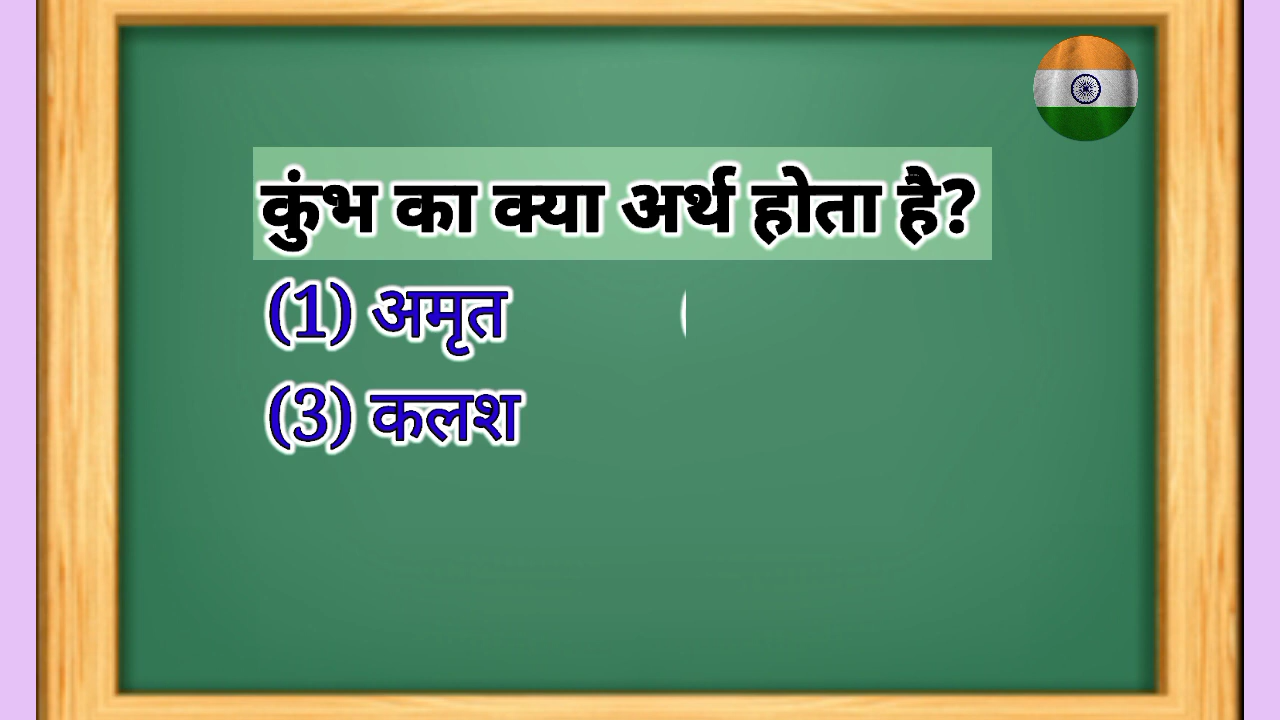 कुंभ का क्या अर्थ होता है?
(1) अमृत (
(3) कलश